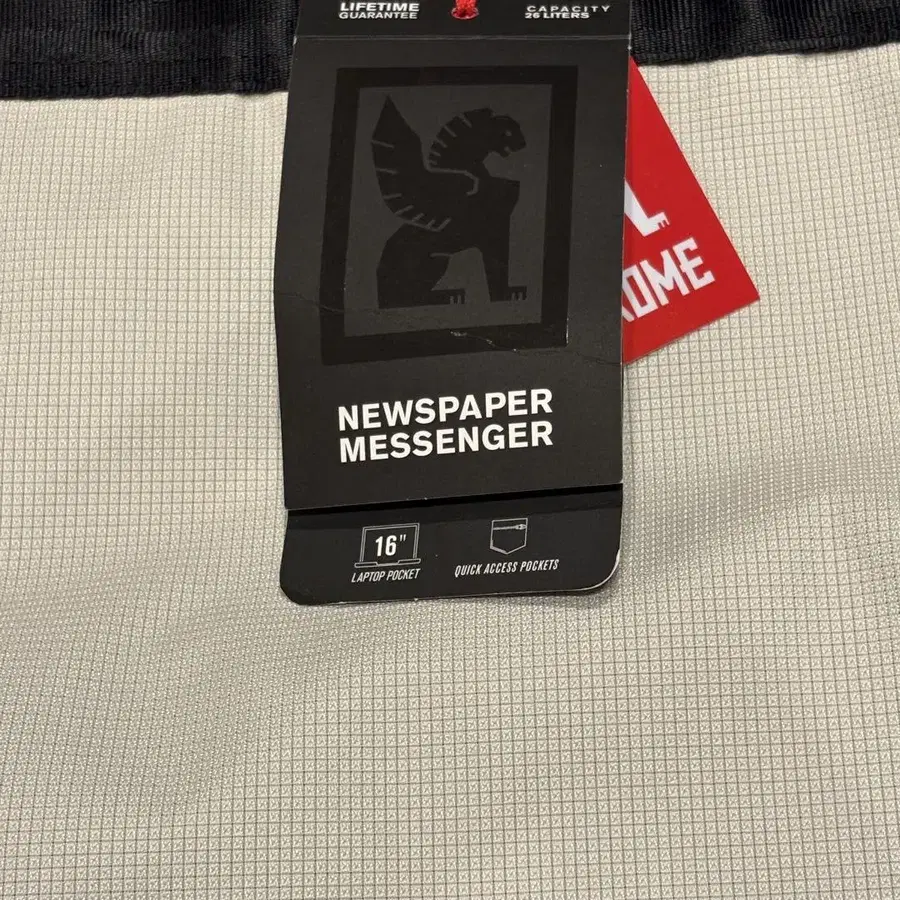 LIFETIME
GUARANTEE
CAPACITY
26 LITERS
NEWSPAPER
MESSENGER
16"
LAPTOP POCKET
QUICK ACCESS POCKETS